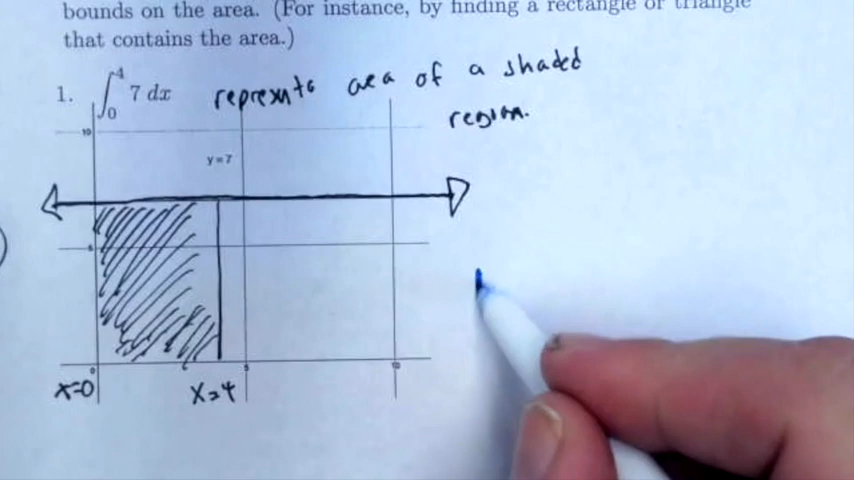 bounds on the area. (For instance, by finding a rectangle or triangle
that contains the area.)
1. ∫₀⁴ 7 dx represents area of a shaded
region.
10
y = 7
5
0
5
10
x=0
x=4